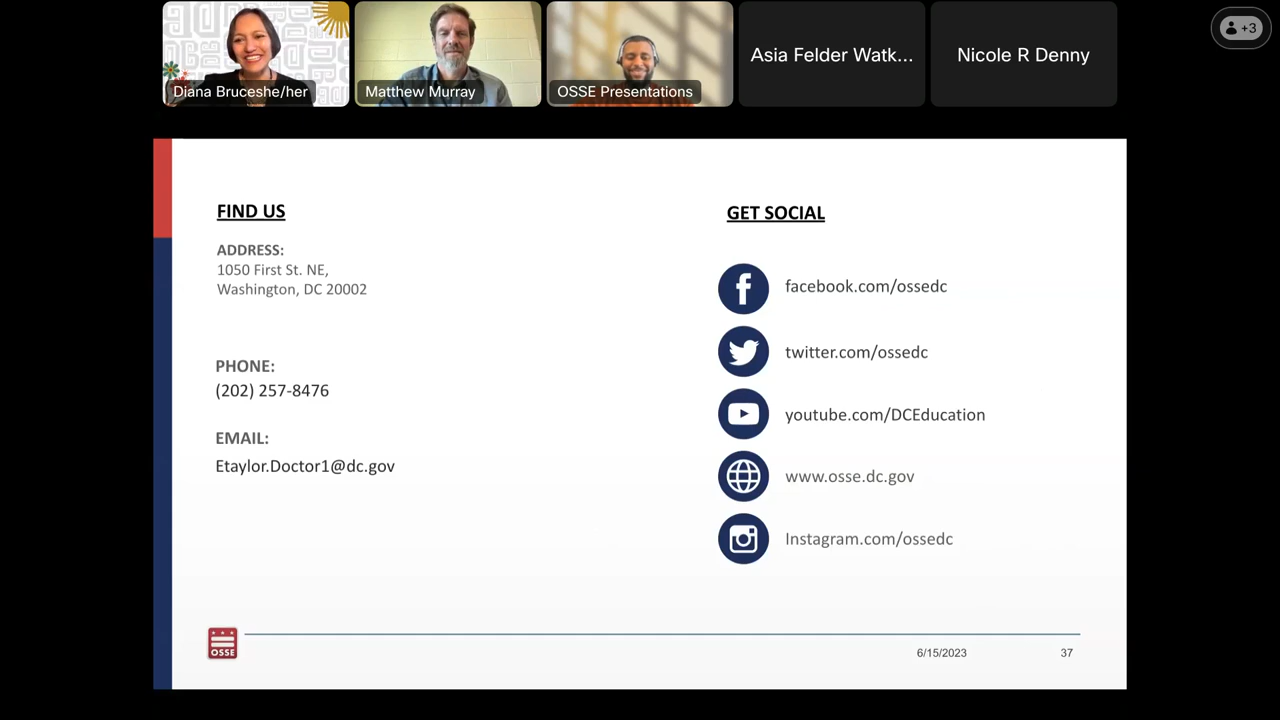 Diana Bruceshe/her
Matthew Murray
OSSE Presentations
Asia Felder Watk...
Nicole R Denny
+3
FIND US
ADDRESS:
1050 First St. NE,
Washington, DC 20002
PHONE:
(202) 257-8476
EMAIL:
Etaylor.Doctor1@dc.gov
GET SOCIAL
facebook.com/ossedc
twitter.com/ossedc
youtube.com/DCEducation
www.osse.dc.gov
Instagram.com/ossedc
OSSE
6/15/2023
37